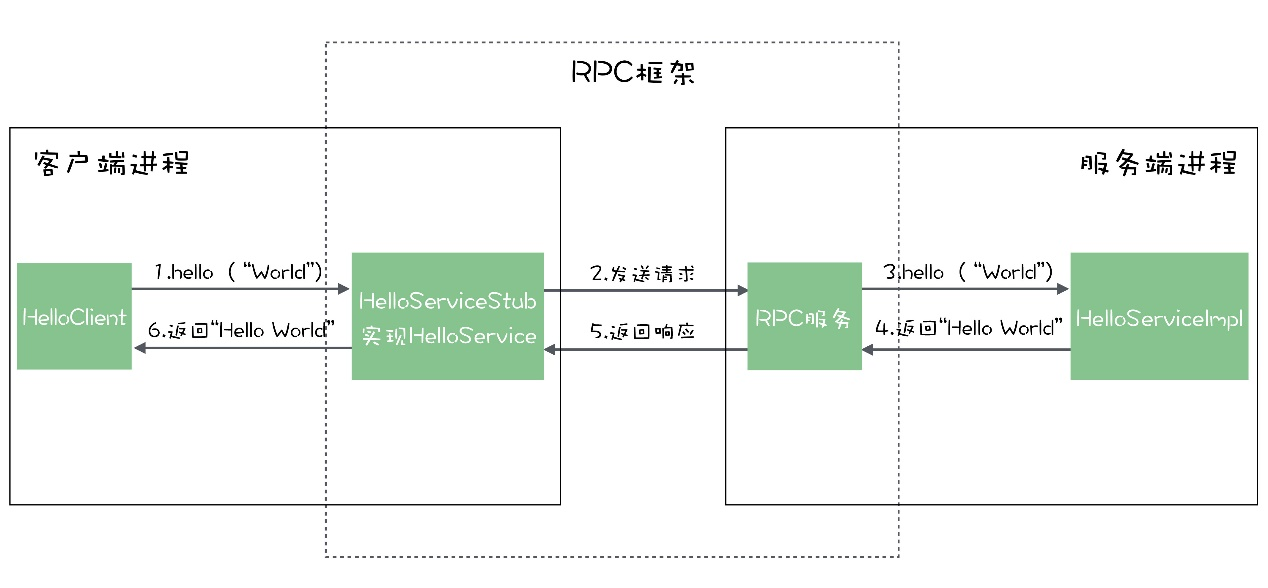 RPC框架
客户端进程
服务端进程
1.hello（“World”）
2.发送请求
3.hello（“World”）
HelloClient
HelloServiceStub
实现HelloService
RPC服务
HelloServiceImpl
6.返回“Hello World”
5.返回响应
4.返回“Hello World”